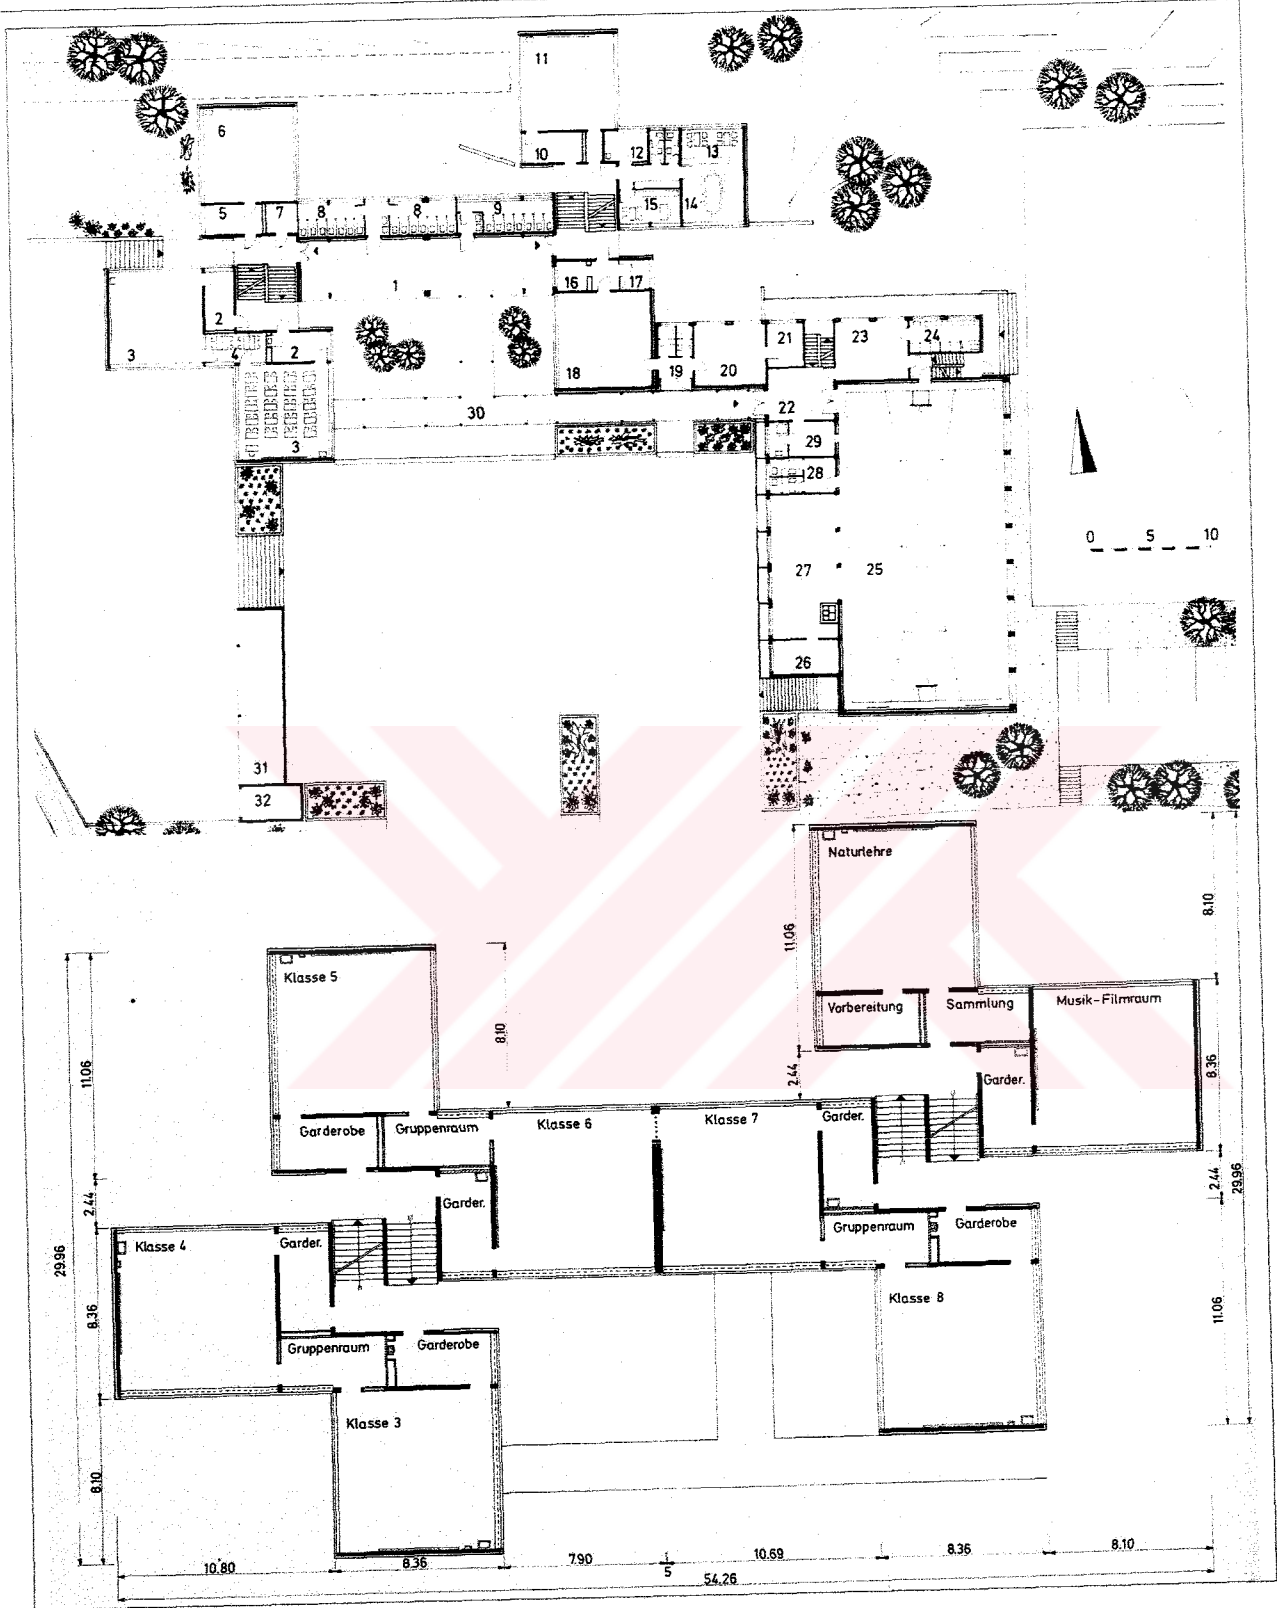 11
6
10
12
13
5
7
8
8
9
15
14
1
16
17
2
3
4
2
18
19
20
21
23
24
3
30
22
29
28
27
25
26
0 5 10
31
32
Naturlehre
8.10
11.06
Klasse 5
8.10
Vorbereitung
Sammlung
Musik-Filmraum
11.06
2.44
Garder.
8.36
Garderobe
Gruppenraum
Klasse 6
Klasse 7
Garder.
2.44
Garder.
2.44
29.96
Klasse 4
Garder.
Gruppenraum
Garderobe
29.96
8.36
Klasse 8
11.06
Gruppenraum
Garderobe
Klasse 3
8.10
10.80
8.36
7.90
5
10.69
8.36
8.10
54.26